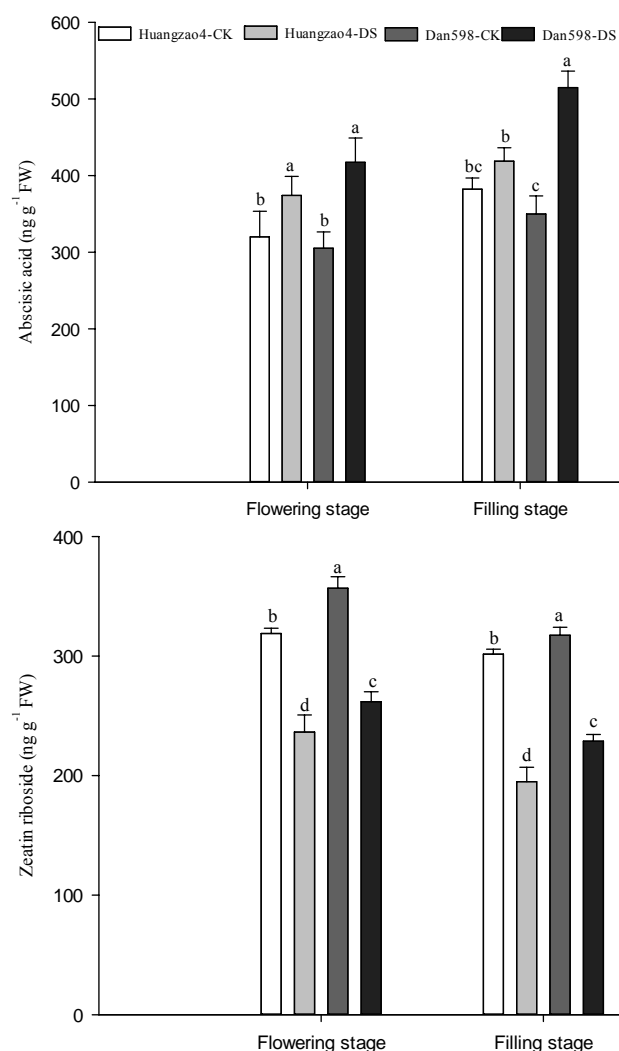 600
Huangzao4-CK Huangzao4-DS Dan598-CK Dan598-DS
500
400
300
200
100
0
Abscisic acid (ng g⁻¹ FW)
b a b a
bc b c a
Flowering stage Filling stage
400
300
200
100
0
Zeatin riboside (ng g⁻¹ FW)
b d a c
b d a c
Flowering stage Filling stage